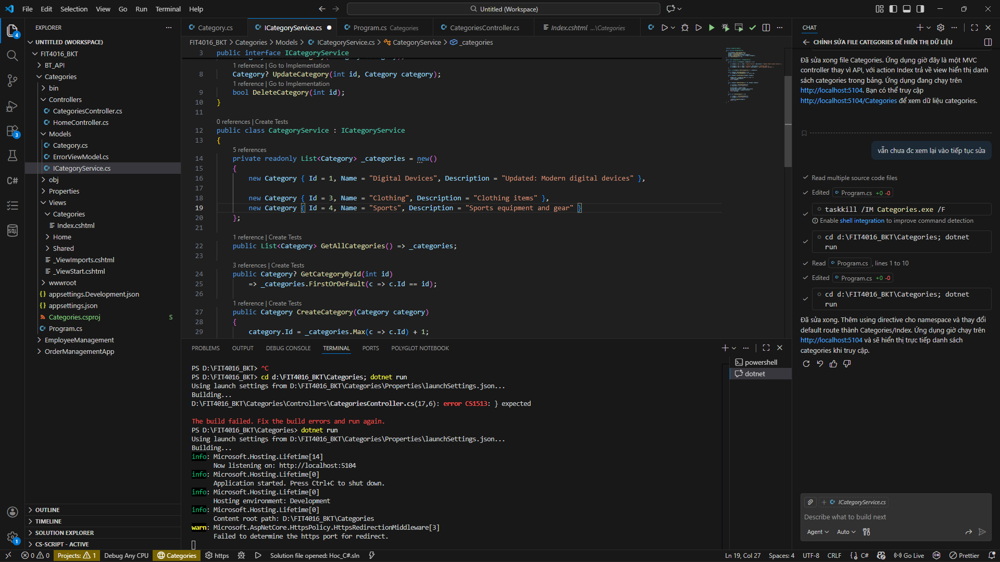 File Edit Selection View Go Run Terminal Help
Untitled (Workspace)
EXPLORER
UNTITLED (WORKSPACE)
FIT4016_BKT
BT_API
Categories
bin
Controllers
CategoriesController.cs
HomeController.cs
Models
Category.cs
ErrorViewModel.cs
ICategoryService.cs
obj
Properties
Views
Categories
Index.cshtml
Home
Shared
_ViewImports.cshtml
_ViewStart.cshtml
wwwroot
appsettings.Development.json
appsettings.json
Categories.csproj S
Program.cs
EmployeeManagement
OrderManagementApp
OUTLINE
TIMELINE
SOLUTION EXPLORER
CS-SCRIPT - ACTIVE
Category.cs ICategoryService.cs Program.cs Categories CategoriesController.cs Index.cshtml ...\Categories
FIT4016_BKT > Categories > Models > ICategoryService.cs > CategoryService > _categories
3 public interface ICategoryService
1 reference | Go to Implementation
8 Category? UpdateCategory(int id, Category category);
1 reference | Go to Implementation
9 bool DeleteCategory(int id);
10 }
11
0 references | Create Tests
12 public class CategoryService : ICategoryService
13 {
5 references
14 private readonly List<Category> _categories = new()
15 {
16 new Category { Id = 1, Name = "Digital Devices", Description = "Updated: Modern digital devices" },
17
18 new Category { Id = 3, Name = "Clothing", Description = "Clothing items" },
19 new Category { Id = 4, Name = "Sports", Description = "Sports equipment and gear" }
20 };
21
1 reference | Create Tests
22 public List<Category> GetAllCategories() => _categories;
23
3 references | Create Tests
24 public Category? GetCategoryById(int id)
25 => _categories.FirstOrDefault(c => c.Id == id);
26
1 reference | Create Tests
27 public Category CreateCategory(Category category)
28 {
29 category.Id = _categories.Max(c => c.Id) + 1;
PROBLEMS OUTPUT DEBUG CONSOLE TERMINAL PORTS POLYGLOT NOTEBOOK
PS D:\FIT4016_BKT> ^C
PS D:\FIT4016_BKT> cd d:\FIT4016_BKT\Categories; dotnet run
Using launch settings from D:\FIT4016_BKT\Categories\Properties\launchSettings.json...
Building...
D:\FIT4016_BKT\Categories\Controllers\CategoriesController.cs(17,6): error CS1513: } expected
The build failed. Fix the build errors and run again.
PS D:\FIT4016_BKT\Categories> dotnet run
Using launch settings from D:\FIT4016_BKT\Categories\Properties\launchSettings.json...
Building...
info: Microsoft.Hosting.Lifetime[14]
Now listening on: http://localhost:5104
info: Microsoft.Hosting.Lifetime[0]
Application started. Press Ctrl+C to shut down.
info: Microsoft.Hosting.Lifetime[0]
Hosting environment: Development
info: Microsoft.Hosting.Lifetime[0]
Content root path: D:\FIT4016_BKT\Categories
warn: Microsoft.AspNetCore.HttpsPolicy.HttpsRedirectionMiddleware[3]
Failed to determine the https port for redirect.
powershell
dotnet
CHAT
CHỈNH SỬA FILE CATEGORIES ĐỂ HIỂN THỊ DỮ LIỆU
Đã sửa xong file Categories. Ứng dụng giờ đây là một MVC
controller thay vì API, với action Index trả về view hiển thị danh
sách categories trong bảng. Ứng dụng đang chạy trên
http://localhost:5104. Bạn có thể truy cập
http://localhost:5104/Categories để xem dữ liệu categories.
vẫn chưa đc xem lại vào tiếp tục sửa
Read multiple source code files
Edited Program.cs +0 -0
taskkill /IM Categories.exe /F
Enable shell integration to improve command detection
cd d:\FIT4016_BKT\Categories; dotnet
run
Read Program.cs, lines 1 to 10
Edited Program.cs +0 -0
cd d:\FIT4016_BKT\Categories; dotnet
run
Đã sửa xong. Thêm using directive cho namespace và thay đổi
default route thành Categories/Index. Ứng dụng giờ chạy trên
http://localhost:5104 và sẽ hiển thị trực tiếp danh sách
categories khi truy cập.
+ ICategoryService.cs
Describe what to build next
Agent Auto
0 0 Projects: 1 Debug Any CPU Categories https Solution file opened: Hoc_C#.sln Ln 19, Col 27 Spaces: 4 UTF-8 CRLF { } C# Go Live Prettier